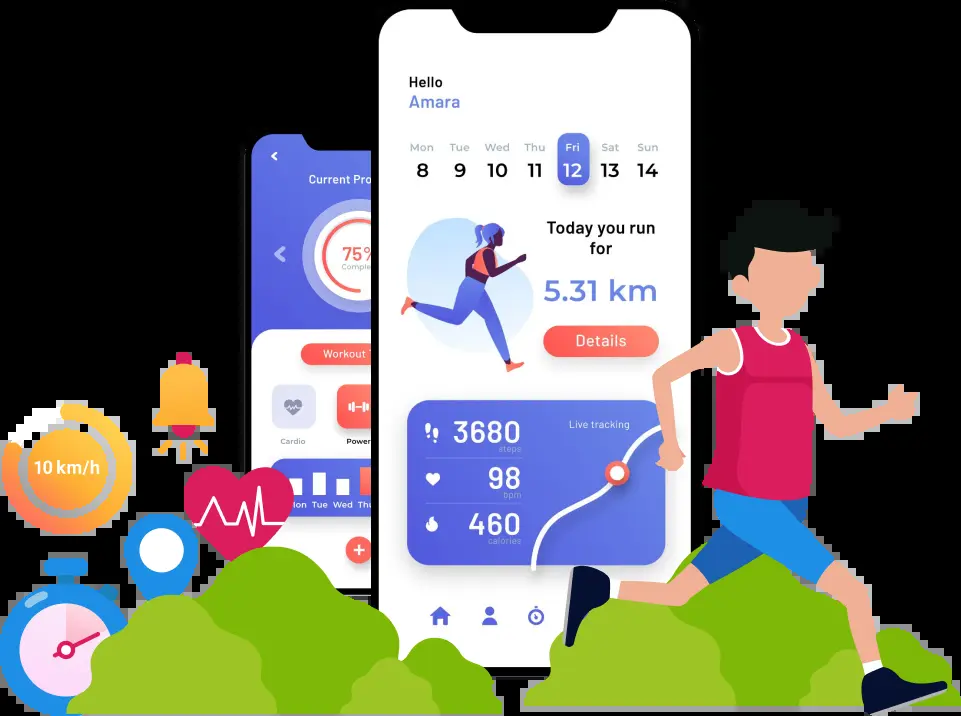 Hello
Amara
Mon Tue Wed Thu Fri Sat Sun
8 9 10 11 12 13 14
Today you run
for
5.31 km
Details
3680
steps
98
bpm
460
calories
Live tracking
Current Pro
75%
Comple
Workout
Cardio
Power
Mon Tue Wed Thu
10 km/h